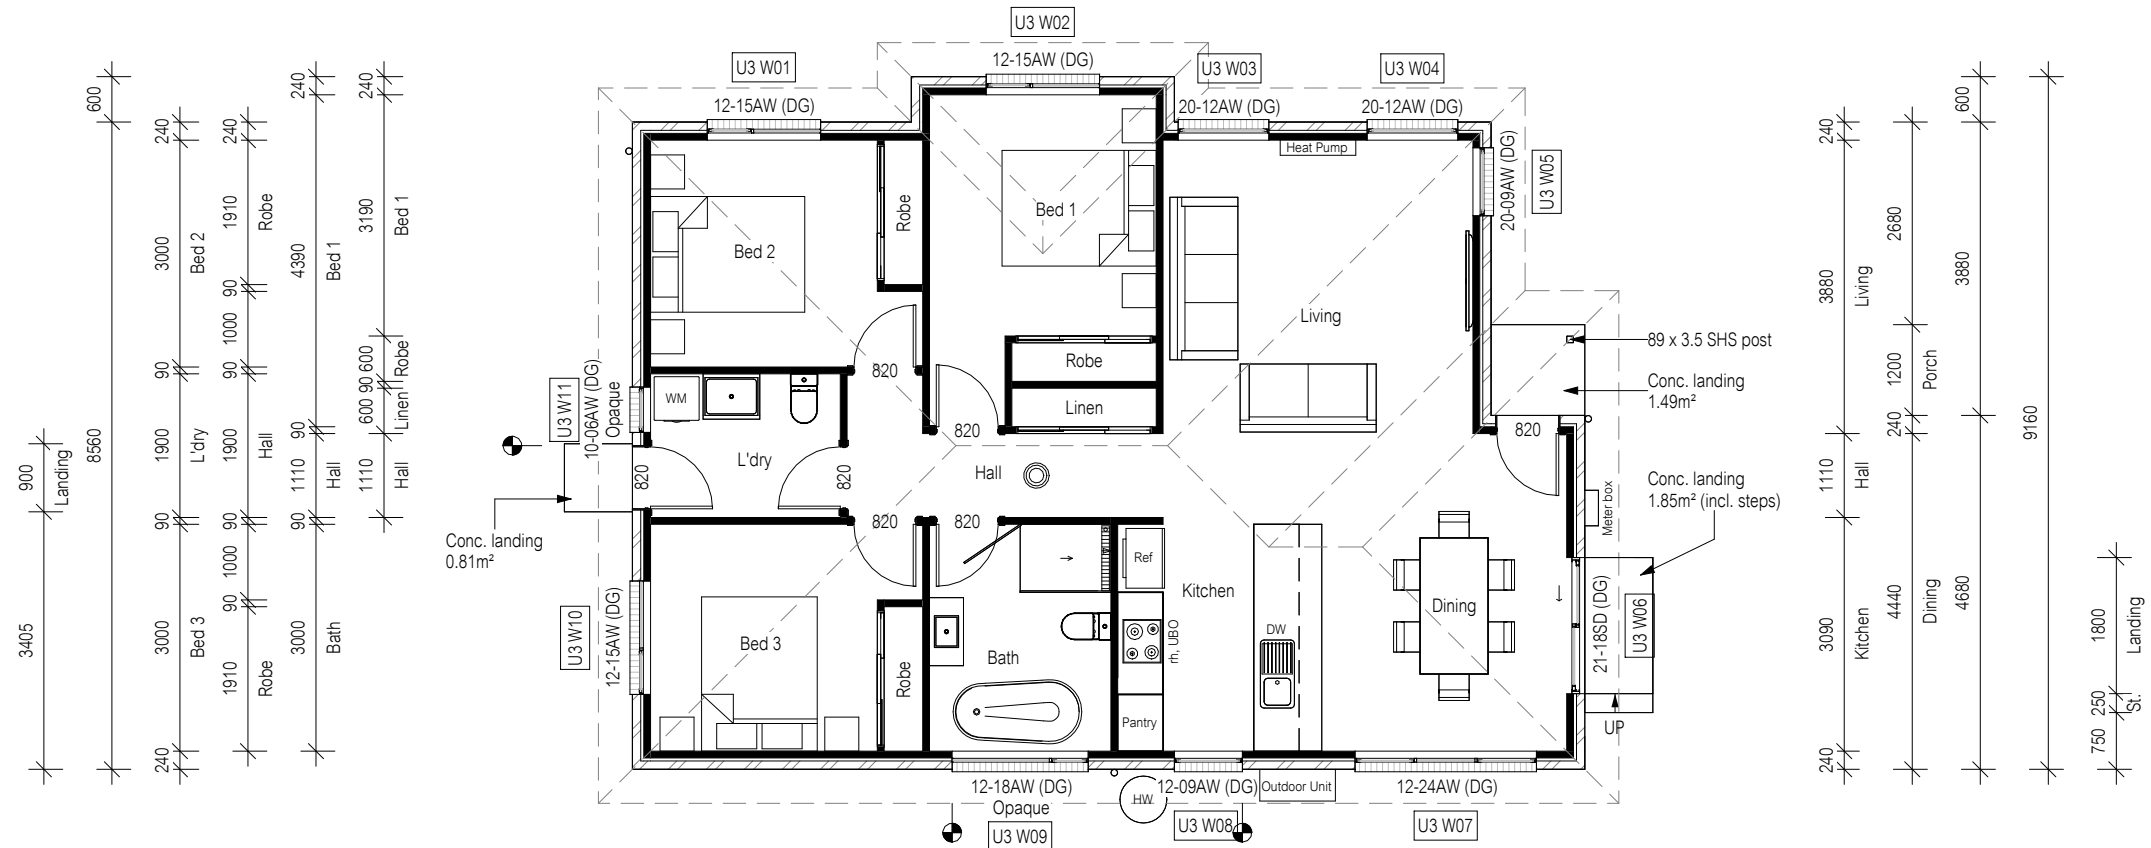 U3 W02
12-15AW (DG)
U3 W01
12-15AW (DG)
U3 W03
20-12AW (DG)
U3 W04
20-12AW (DG)
20-09AW (DG)
U3 W05
Heat Pump
Bed 2
Robe
Bed 1
Robe
Linen
Living
820
820
820
89 x 3.5 SHS post
Conc. landing
1.49m²
U3 W11
10-06AW (DG)
Opaque
WM
L'dry
820
820
Hall
820
820
Conc. landing
0.81m²
Meter box
Conc. landing
1.85m² (incl. steps)
U3 W10
12-15AW (DG)
Bed 3
Robe
Bath
Ref
Kitchen
rh, UBO
Pantry
DW
Dining
21-18SD (DG)
U3 W06
UP
12-18AW (DG)
Opaque
U3 W09
HW
12-09AW (DG)
U3 W08
Outdoor Unit
12-24AW (DG)
U3 W07
900
Landing
3405
600
8560
240
3000
Bed 2
90
1900
L'dry
90
3000
Bed 3
240
240
1910
Robe
90
1000
90
1900
Hall
90
1000
90
1910
Robe
240
4390
Bed 1
90
1110
Hall
90
3000
Bath
240
3190
Bed 1
600
Robe
90
600
Linen
1110
Hall
240
3880
Living
1110
Hall
3090
Kitchen
240
2680
1200
Porch
240
4440
Dining
600
3880
4680
9160
1800
Landing
250
St.
750